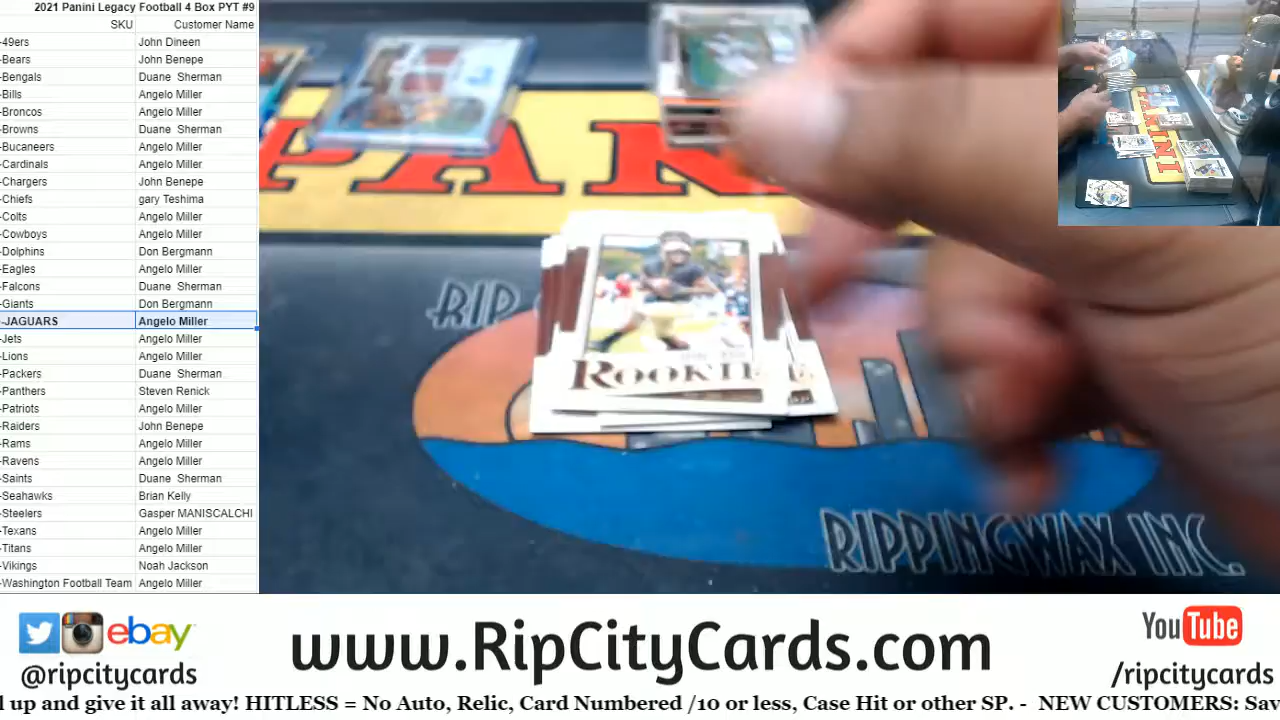 2021 Panini Legacy Football 4 Box PYT #9
SKU Customer Name
-49ers John Dineen
-Bears John Benepe
-Bengals Duane Sherman
-Bills Angelo Miller
-Broncos Angelo Miller
-Browns Duane Sherman
-Bucaneers Angelo Miller
-Cardinals Angelo Miller
-Chargers John Benepe
-Chiefs gary Teshima
-Colts Angelo Miller
-Cowboys Angelo Miller
-Dolphins Don Bergmann
-Eagles Angelo Miller
-Falcons Duane Sherman
-Giants Don Bergmann
-JAGUARS Angelo Miller
-Jets Angelo Miller
-Lions Angelo Miller
-Packers Duane Sherman
-Panthers Steven Renick
-Patriots Angelo Miller
-Raiders John Benepe
-Rams Angelo Miller
-Ravens Angelo Miller
-Saints Duane Sherman
-Seahawks Brian Kelly
-Steelers Gasper MANISCALCHI
-Texans Angelo Miller
-Titans Angelo Miller
-Vikings Noah Jackson
-Washington Football Team Angelo Miller
PANI
RIP
ROOKIE
RIPPINGWAX INC.
ebay
@ripcitycards
www.RipCityCards.com
YouTube
/ripcitycards
l up and give it all away! HITLESS = No Auto, Relic, Card Numbered /10 or less, Case Hit or other SP. - NEW CUSTOMERS: Sav